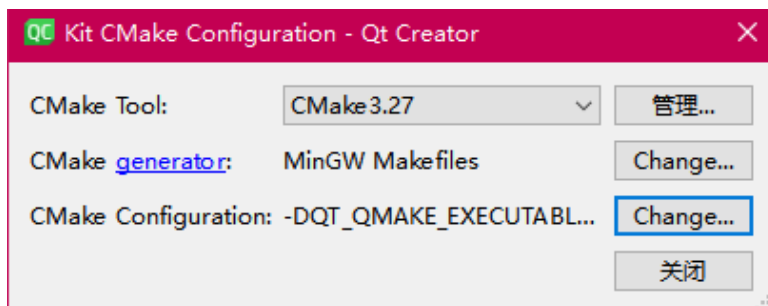 QC Kit CMake Configuration - Qt Creator
CMake Tool: CMake3.27 管理...
CMake generator: MinGW Makefiles Change...
CMake Configuration: -DQT_QMAKE_EXECUTABL... Change...
关闭